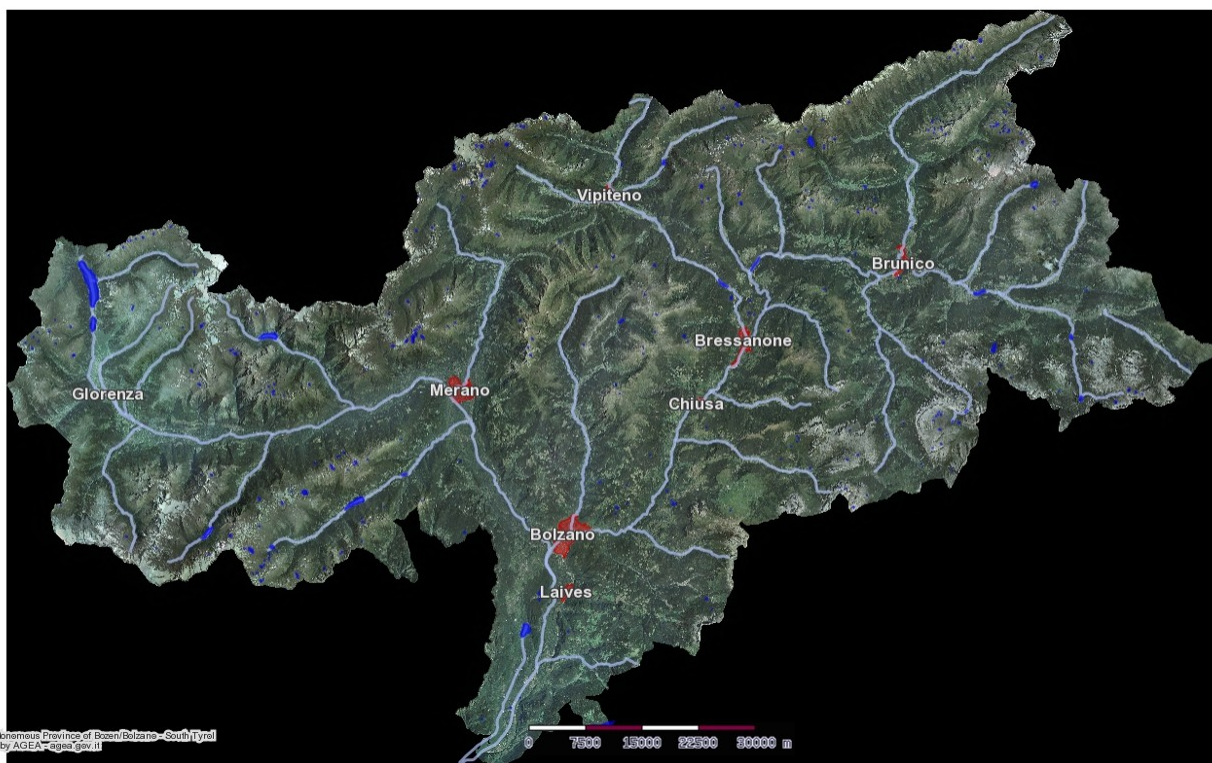 Vipiteno
Brunico
Bressanone
Glorenza
Merano
Chiusa
Bolzano
Laives
0 7500 15000 22500 30000 m
onomous Province of Bozen/Bolzano - South Tyrol
by AGEA - agea.gov.it